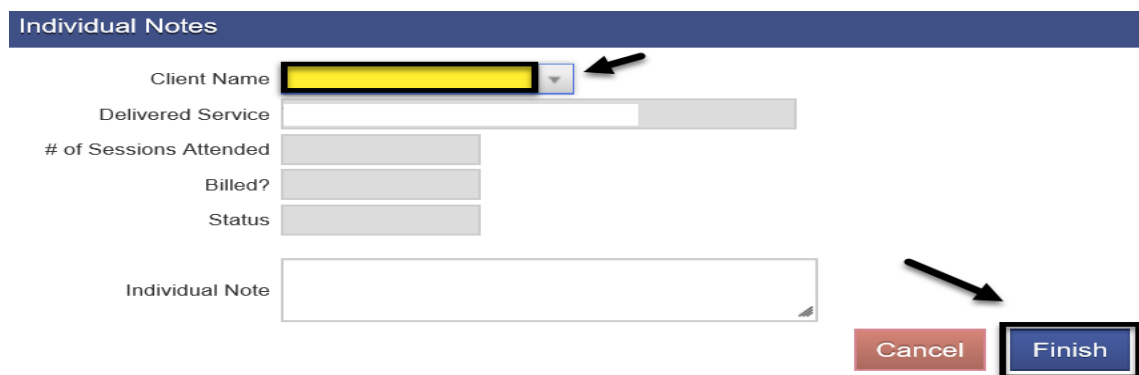 Individual Notes
Client Name
Delivered Service
# of Sessions Attended
Billed?
Status
Individual Note
Cancel Finish